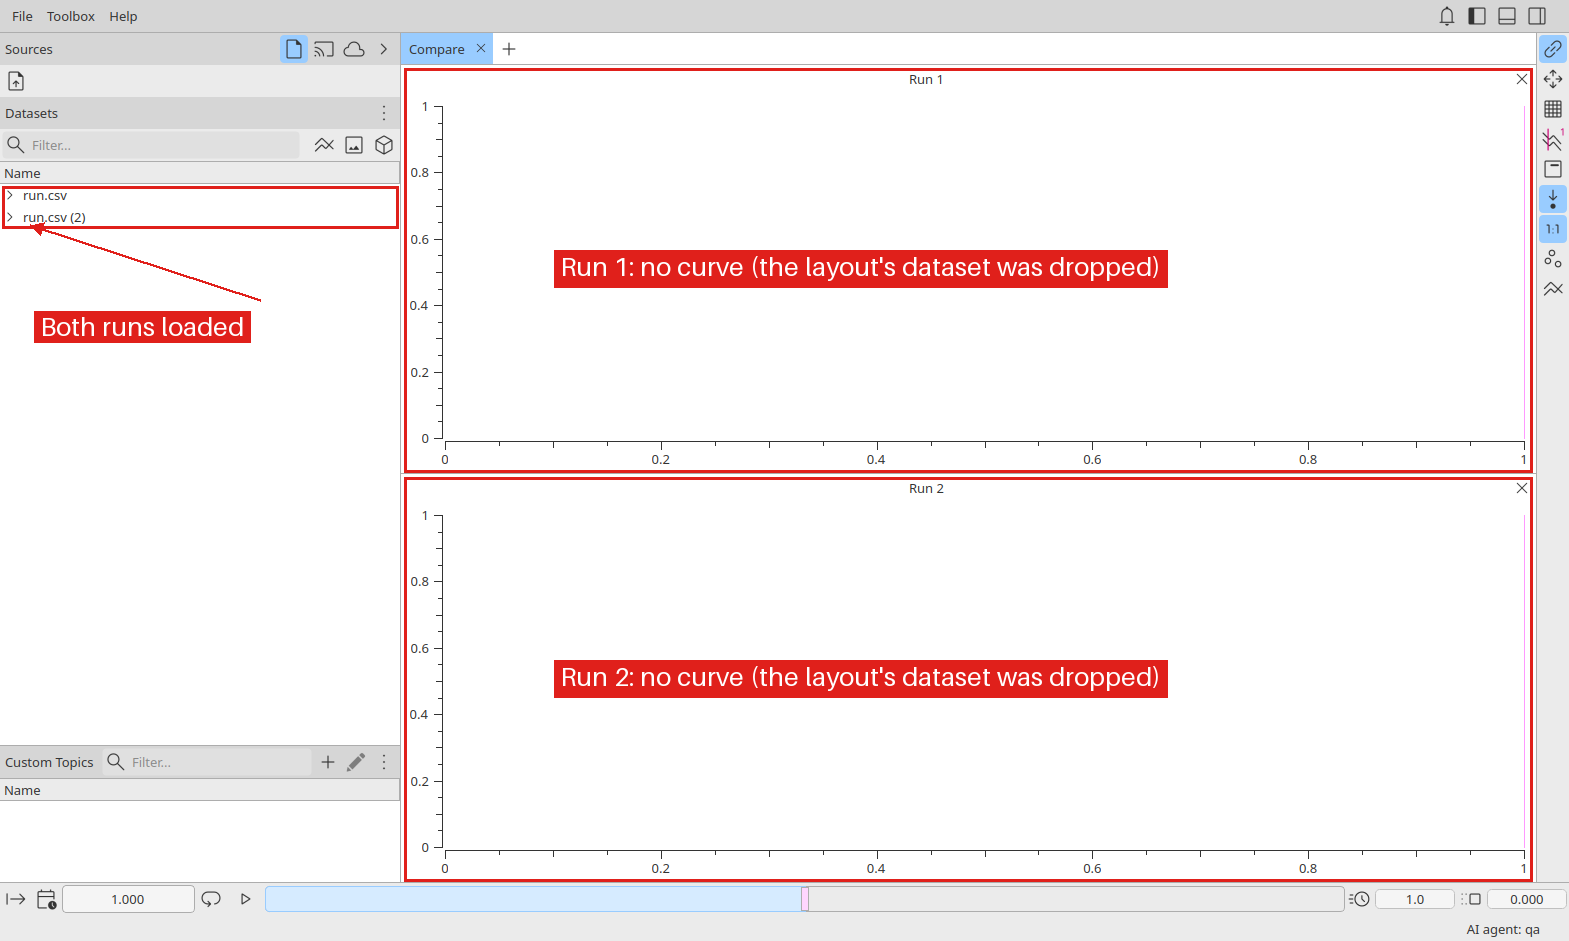 File Toolbox Help
Sources
Compare
Datasets
Filter...
Name
run.csv
run.csv (2)
Both runs loaded
Run 1
1
0.8
0.6
0.4
0.2
0
0 0.2 0.4 0.6 0.8 1
Run 1: no curve (the layout's dataset was dropped)
Run 2
1
0.8
0.6
0.4
0.2
0
0 0.2 0.4 0.6 0.8 1
Run 2: no curve (the layout's dataset was dropped)
1
1:1
Custom Topics Filter...
Name
1.000 1.0 0.000
AI agent: qa